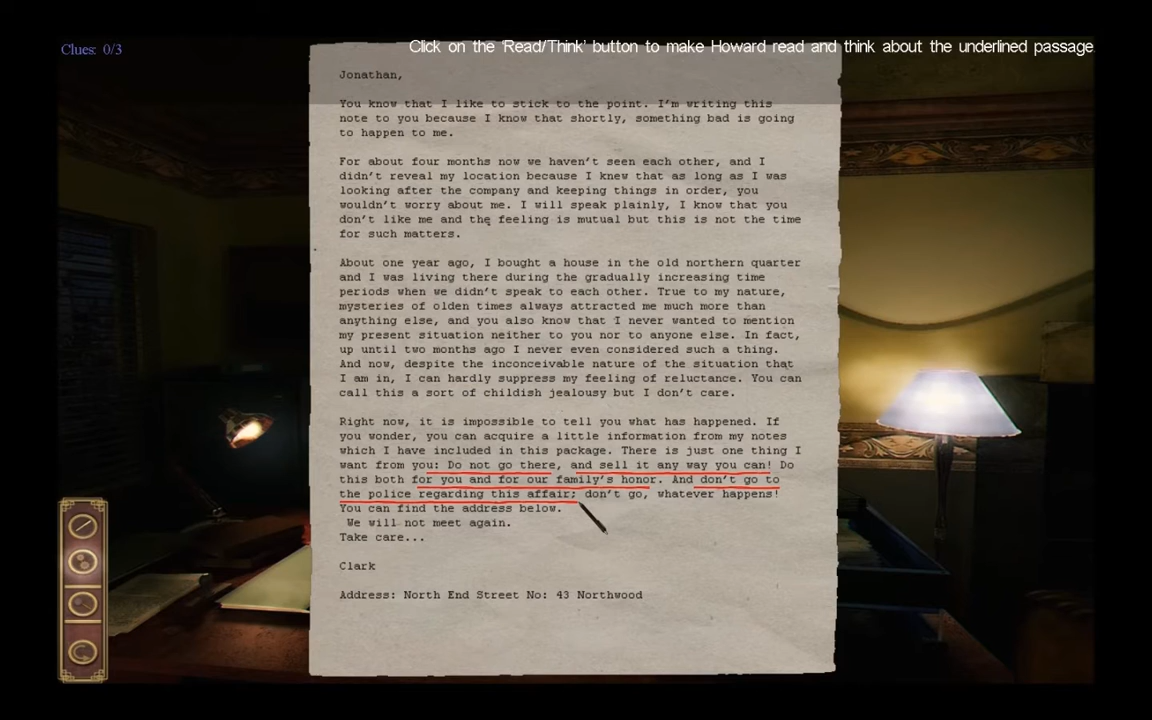 Clues: 0/3
Click on the 'Read/Think' button to make Howard read and think about the underlined passage
Jonathan,
You know that I like to stick to the point. I'm writing this
note to you because I know that shortly, something bad is going
to happen to me.
For about four months now we haven't seen each other, and I
didn't reveal my location because I knew that as long as I was
looking after the company and keeping things in order, you
wouldn't worry about me. I will speak plainly, I know that you
don't like me and the feeling is mutual but this is not the time
for such matters.
About one year ago, I bought a house in the old northern quarter
and I was living there during the gradually increasing time
periods when we didn't speak to each other. True to my nature,
mysteries of olden times always attracted me much more than
anything else, and you also know that I never wanted to mention
my present situation neither to you nor to anyone else. In fact,
up until two months ago I never even considered such a thing.
And now, despite the inconceivable nature of the situation that
I am in, I can hardly suppress my feeling of reluctance. You can
call this a sort of childish jealousy but I don't care.
Right now, it is impossible to tell you what has happened. If
you wonder, you can acquire a little information from my notes
which I have included in this package. There is just one thing I
want from you: Do not go there, and sell it any way you can! Do
this both for you and for our family's honor. And don't go to
the police regarding this affair; don't go, whatever happens!
You can find the address below.
We will not meet again.
Take care...
Clark
Address: North End Street No: 43 Northwood